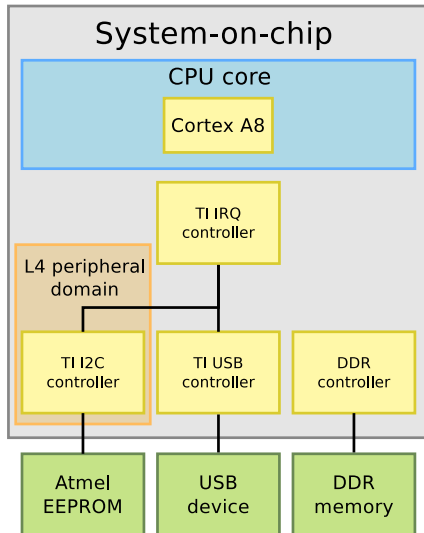 System-on-chip
CPU core
Cortex A8
TI IRQ
controller
L4 peripheral
domain
TI I2C
controller
TI USB
controller
DDR
controller
Atmel
EEPROM
USB
device
DDR
memory